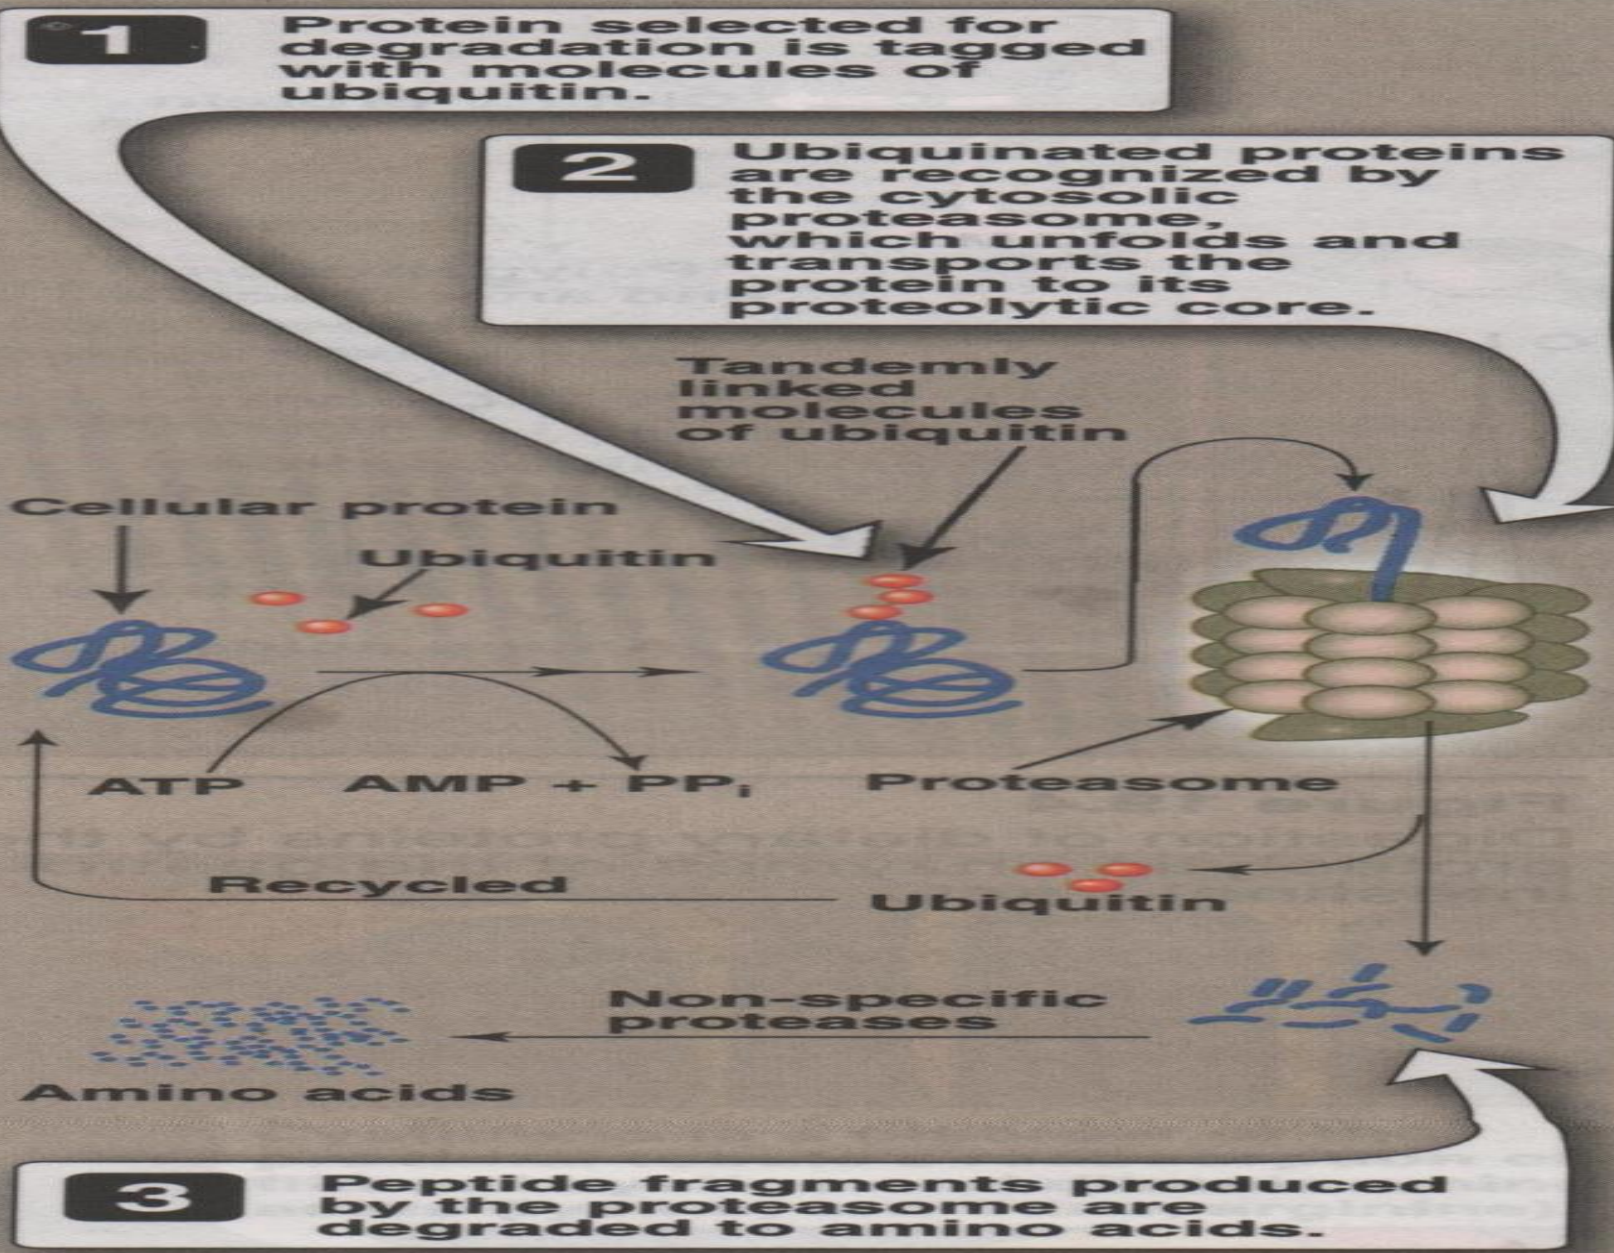 1
Protein selected for
degradation is tagged
with molecules of
ubiquitin.
2
Ubiquinated proteins
are recognized by
the cytosolic
proteasome,
which unfolds and
transports the
protein to its
proteolytic core.
Tandemly
linked
molecules
of ubiquitin
Cellular protein
Ubiquitin
ATP
AMP + PPi
Proteasome
Recycled
Ubiquitin
Non-specific
proteases
Amino acids
3
Peptide fragments produced
by the proteasome are
degraded to amino acids.